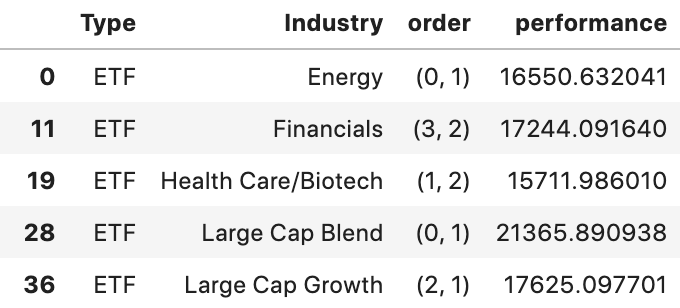 Type Industry order performance
0 ETF Energy (0, 1) 16550.632041
11 ETF Financials (3, 2) 17244.091640
19 ETF Health Care/Biotech (1, 2) 15711.986010
28 ETF Large Cap Blend (0, 1) 21365.890938
36 ETF Large Cap Growth (2, 1) 17625.097701